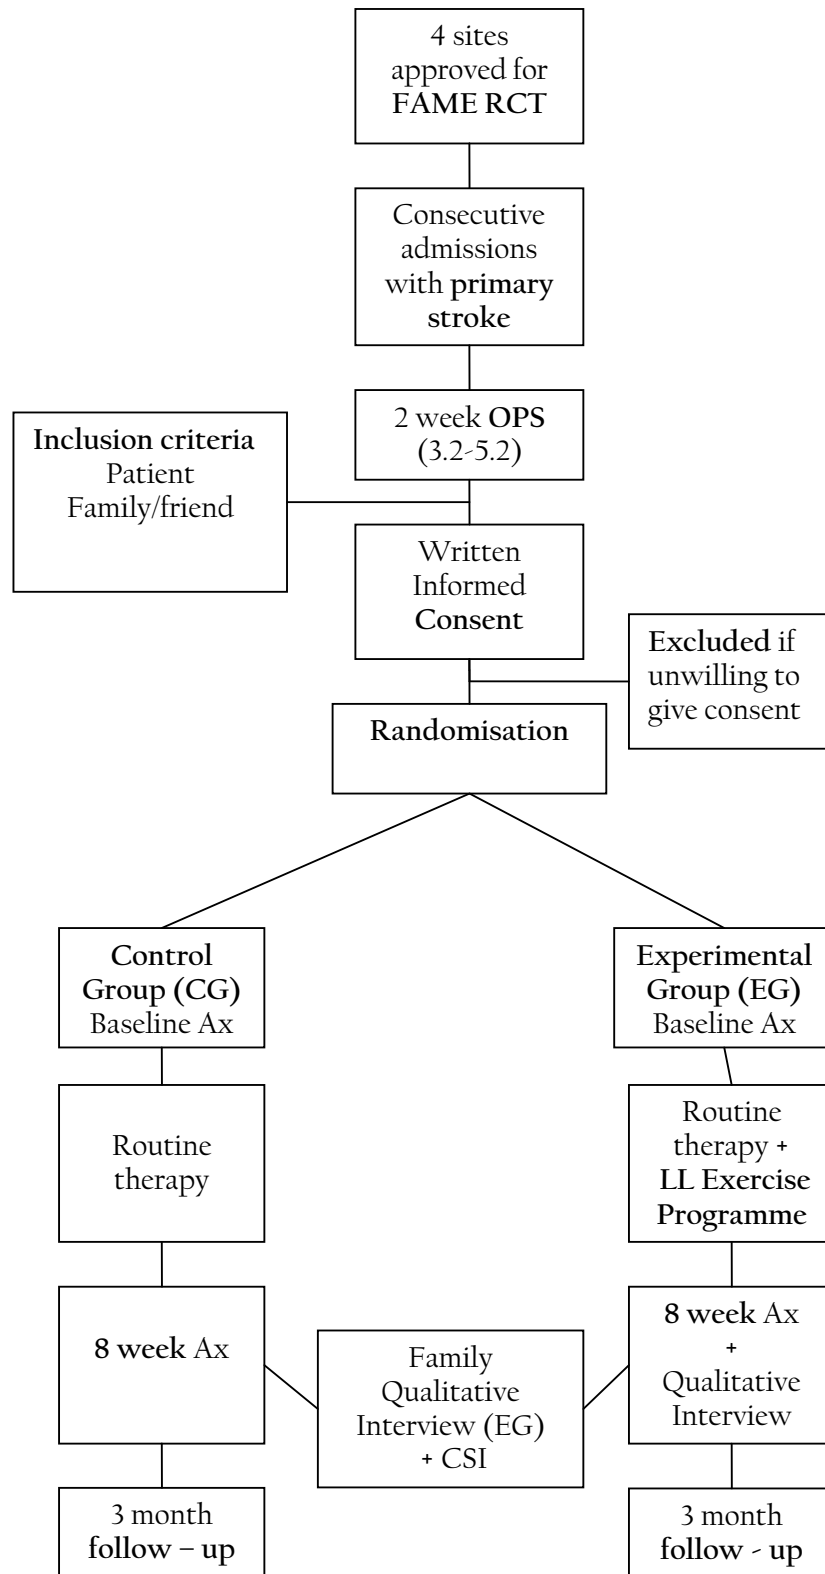 4 sites
approved for
FAME RCT
Consecutive
admissions
with primary
stroke
2 week OPS
(3.2-5.2)
Inclusion criteria
Patient
Family/friend
Written
Informed
Consent
Excluded if
unwilling to
give consent
Randomisation
Control
Group (CG)
Baseline Ax
Experimental
Group (EG)
Baseline Ax
Routine
therapy
Routine
therapy +
LL Exercise
Programme
8 week Ax
Family
Qualitative
Interview (EG)
+ CSI
8 week Ax
+
Qualitative
Interview
3 month
follow – up
3 month
follow - up